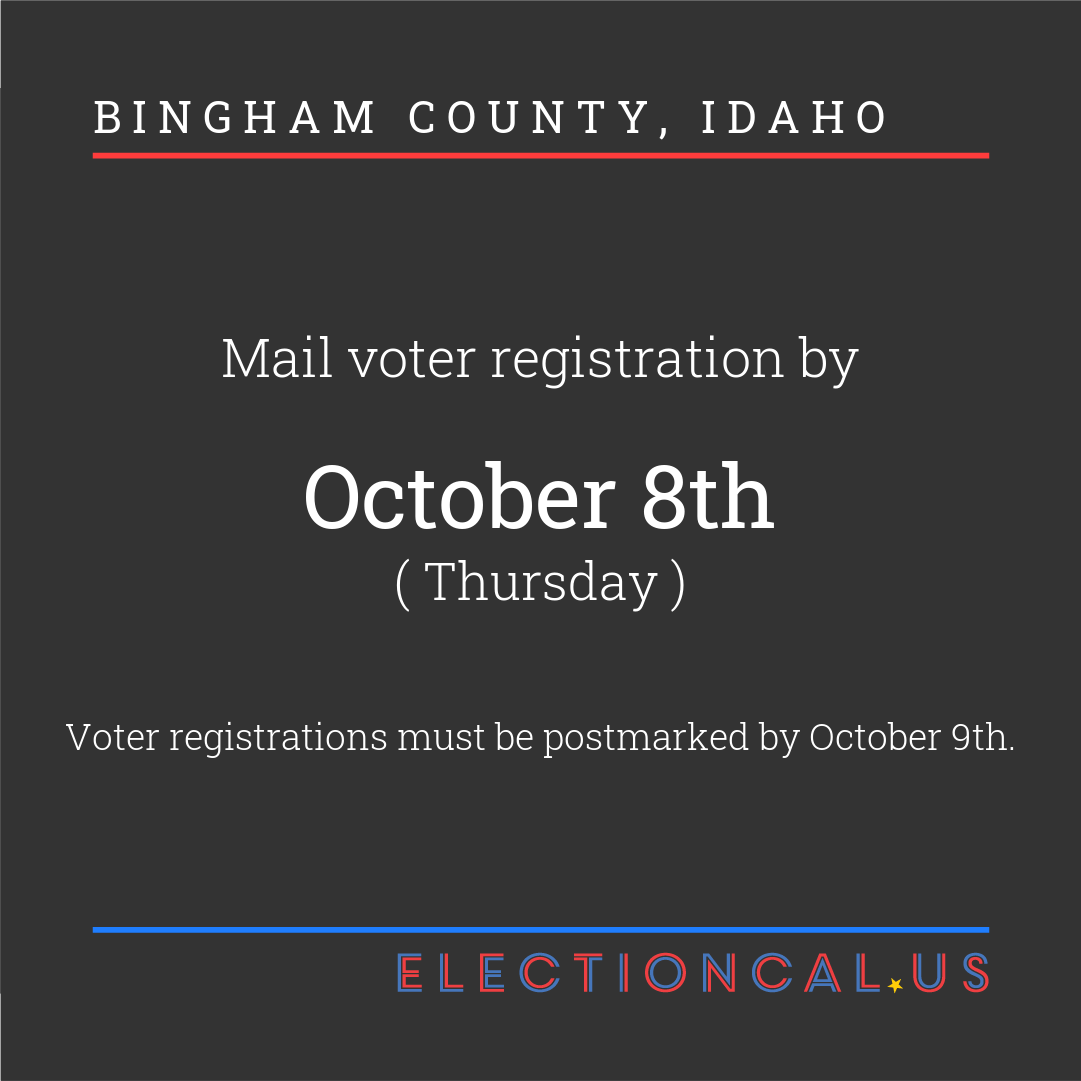 BINGHAM COUNTY, IDAHO
Mail voter registration by
October 8th
( Thursday )
Voter registrations must be postmarked by October 9th.
ELECTIONCAL.US